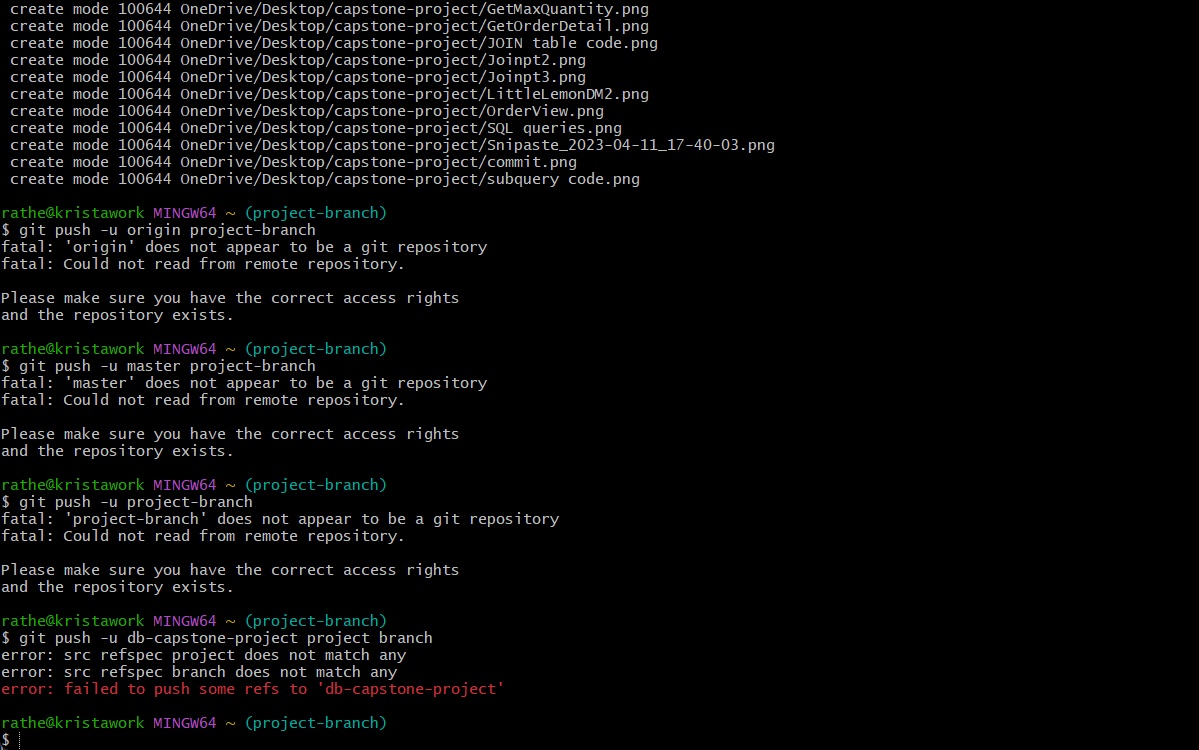 create mode 100644 OneDrive/Desktop/capstone-project/GetMaxQuantity.png
create mode 100644 OneDrive/Desktop/capstone-project/GetOrderDetail.png
create mode 100644 OneDrive/Desktop/capstone-project/JOIN table code.png
create mode 100644 OneDrive/Desktop/capstone-project/Joinpt2.png
create mode 100644 OneDrive/Desktop/capstone-project/Joinpt3.png
create mode 100644 OneDrive/Desktop/capstone-project/LittleLemonDM2.png
create mode 100644 OneDrive/Desktop/capstone-project/OrderView.png
create mode 100644 OneDrive/Desktop/capstone-project/SQL queries.png
create mode 100644 OneDrive/Desktop/capstone-project/Snipaste_2023-04-11_17-40-03.png
create mode 100644 OneDrive/Desktop/capstone-project/commit.png
create mode 100644 OneDrive/Desktop/capstone-project/subquery code.png
rathe@kristawork MINGW64 ~ (project-branch)
$ git push -u origin project-branch
fatal: 'origin' does not appear to be a git repository
fatal: Could not read from remote repository.
Please make sure you have the correct access rights
and the repository exists.
rathe@kristawork MINGW64 ~ (project-branch)
$ git push -u master project-branch
fatal: 'master' does not appear to be a git repository
fatal: Could not read from remote repository.
Please make sure you have the correct access rights
and the repository exists.
rathe@kristawork MINGW64 ~ (project-branch)
$ git push -u project-branch
fatal: 'project-branch' does not appear to be a git repository
fatal: Could not read from remote repository.
Please make sure you have the correct access rights
and the repository exists.
rathe@kristawork MINGW64 ~ (project-branch)
$ git push -u db-capstone-project project branch
error: src refspec project does not match any
error: src refspec branch does not match any
error: failed to push some refs to 'db-capstone-project'
rathe@kristawork MINGW64 ~ (project-branch)
$